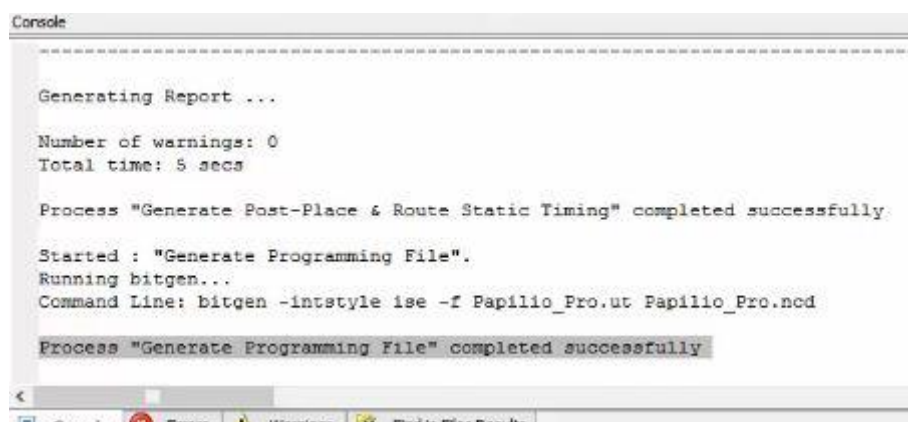 Console
Generating Report ...
Number of warnings: 0
Total time: 5 secs
Process "Generate Post-Place & Route Static Timing" completed successfully
Started : "Generate Programming File".
Running bitgen...
Command Line: bitgen -intstyle ise -f Papilio_Pro.ut Papilio_Pro.ncd
Process "Generate Programming File" completed successfully